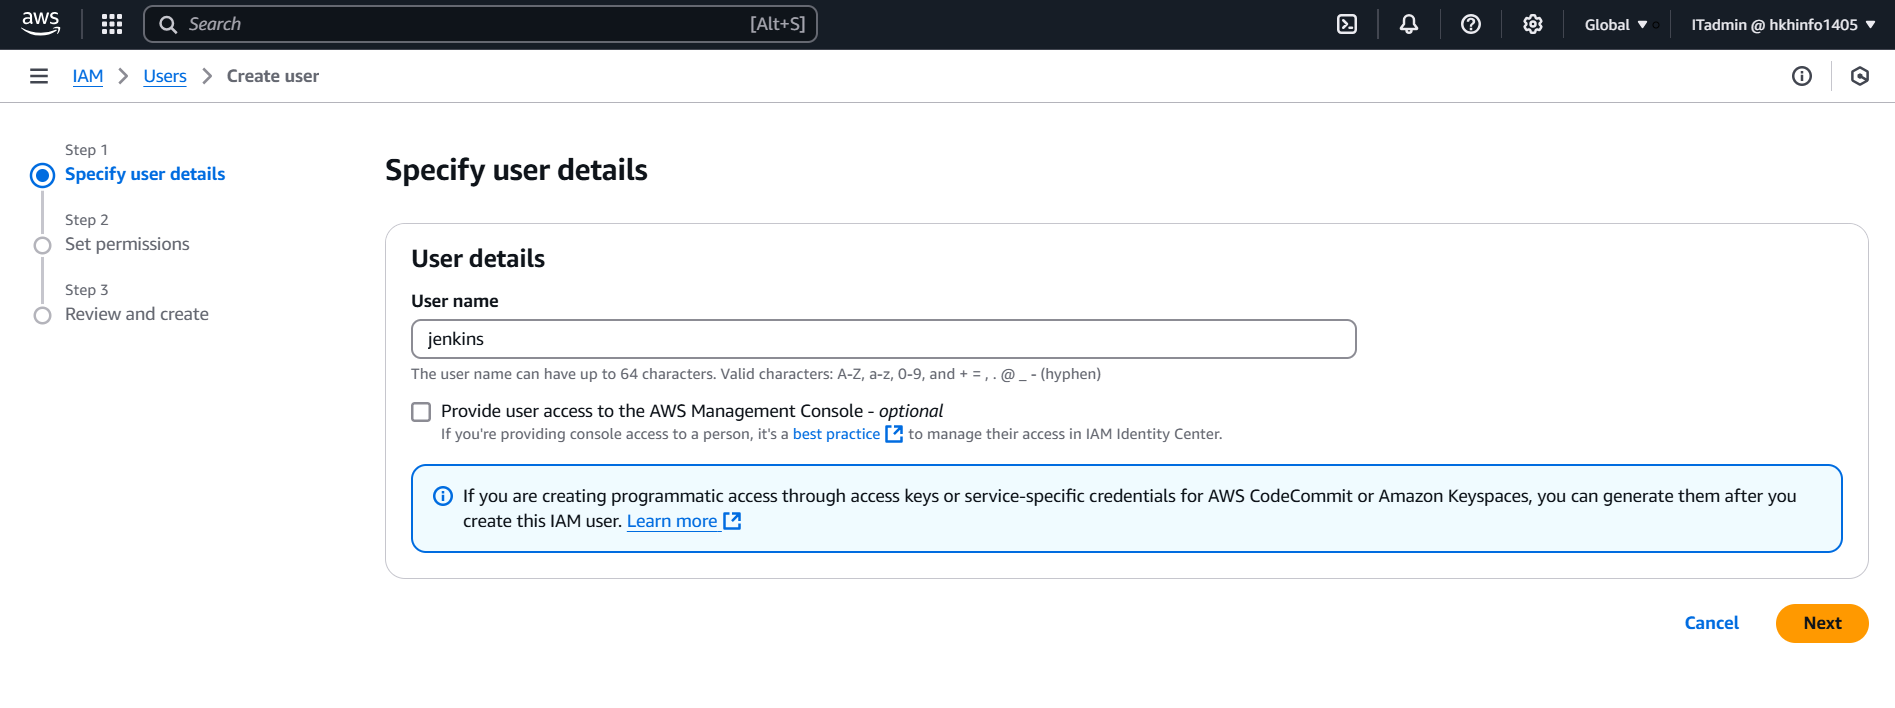 aws
Search
[Alt+S]
Global
ITadmin @ hkhinfo1405
IAM
Users
Create user
Step 1
Specify user details
Step 2
Set permissions
Step 3
Review and create
Specify user details
User details
User name
jenkins
The user name can have up to 64 characters. Valid characters: A-Z, a-z, 0-9, and + = , . @ _ - (hyphen)
Provide user access to the AWS Management Console - optional
If you're providing console access to a person, it's a best practice to manage their access in IAM Identity Center.
If you are creating programmatic access through access keys or service-specific credentials for AWS CodeCommit or Amazon Keyspaces, you can generate them after you
create this IAM user. Learn more
Cancel
Next